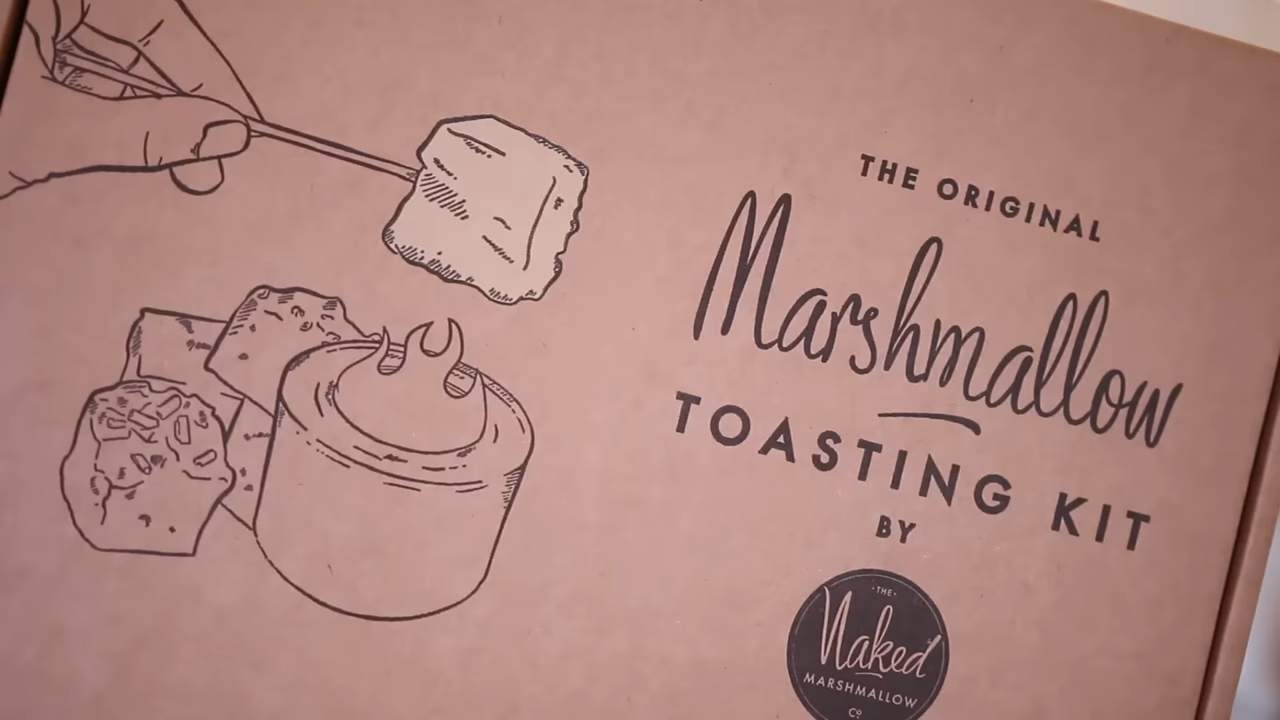 THE ORIGINAL
Marshmallow
TOASTING KIT
BY
·THE·
Naked
MARSHMALLOW
Cº